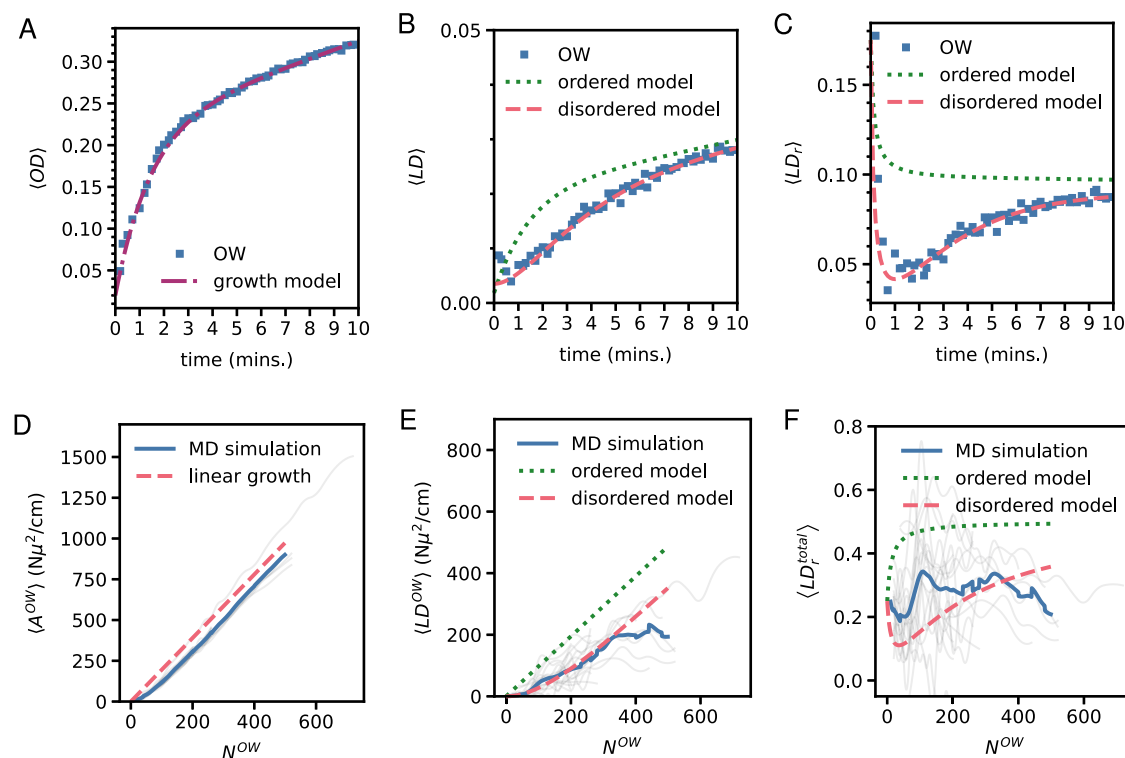 A
⟨OD⟩
0.30
0.25
0.20
0.15
0.10
0.05
OW
growth model
0 1 2 3 4 5 6 7 8 9 10
time (mins.)
B
⟨LD⟩
0.05
0.00
OW
ordered model
disordered model
0 1 2 3 4 5 6 7 8 9 10
time (mins.)
C
⟨LDr⟩
0.15
0.10
0.05
OW
ordered model
disordered model
0 1 2 3 4 5 6 7 8 9 10
time (mins.)
D
⟨A^OW⟩ (Nμ²/cm)
1500
1250
1000
750
500
250
0
MD simulation
linear growth
0 200 400 600
N^OW
E
⟨LD^OW⟩ (Nμ²/cm)
800
600
400
200
0
MD simulation
ordered model
disordered model
0 200 400 600
N^OW
F
⟨LD_r^total⟩
0.8
0.6
0.4
0.2
0.0
MD simulation
ordered model
disordered model
0 200 400 600
N^OW